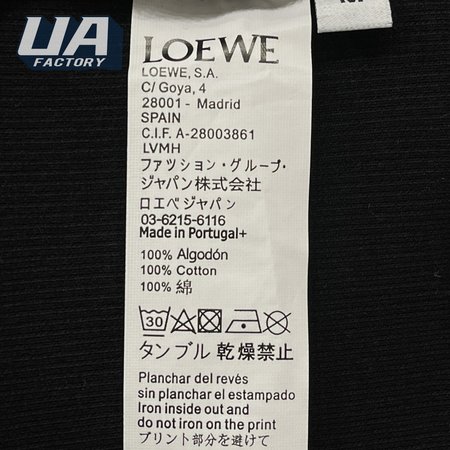 UA
FACTORY
LOEWE
LOEWE, S.A.
C/ Goya, 4
28001 - Madrid
SPAIN
C.I.F. A-28003861
LVMH
ファッション・グループ・
ジャパン株式会社
ロエベジャパン
03-6215-6116
Made in Portugal+
100% Algodón
100% Cotton
100% 綿
30
タンブル 乾燥禁止
Planchar del revés
sin planchar el estampado
Iron inside out and
do not iron on the print
プリント部分を避けて